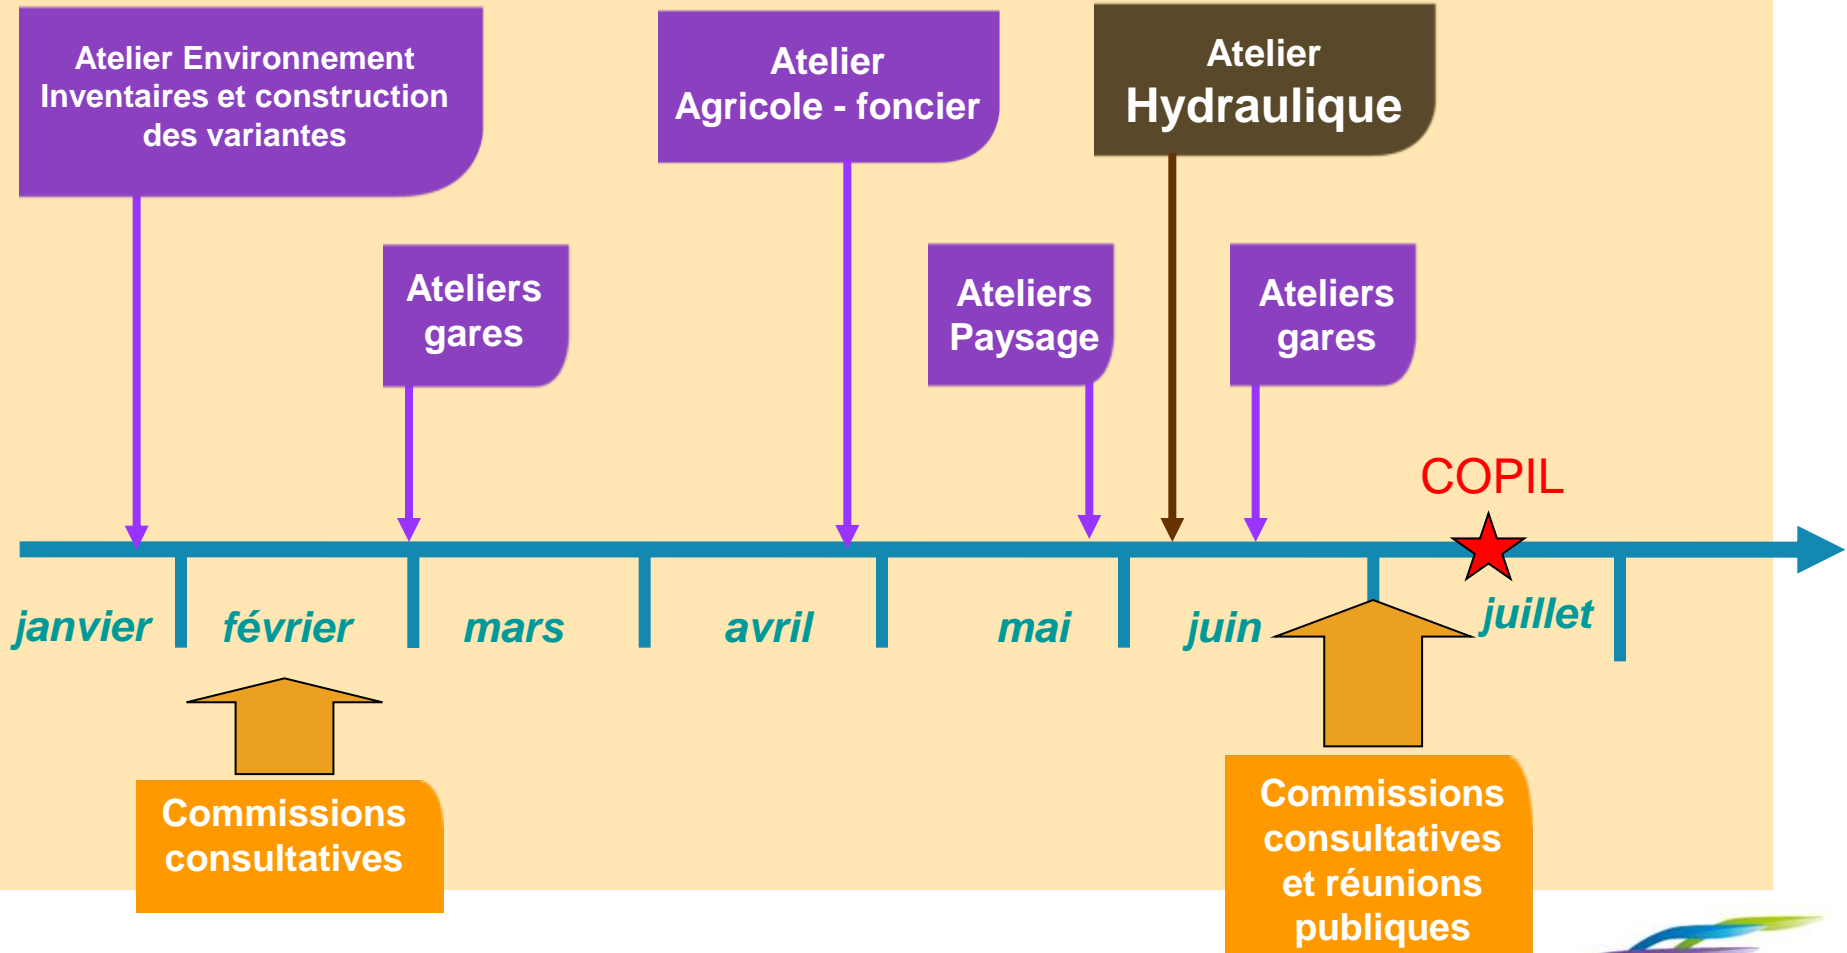 Atelier Environnement
Inventaires et construction
des variantes
Atelier
Agricole - foncier
Atelier
Hydraulique
Ateliers
gares
Ateliers
Paysage
Ateliers
gares
COPIL
janvier
février
mars
avril
mai
juin
juillet
Commissions
consultatives
Commissions
consultatives
et réunions
publiques